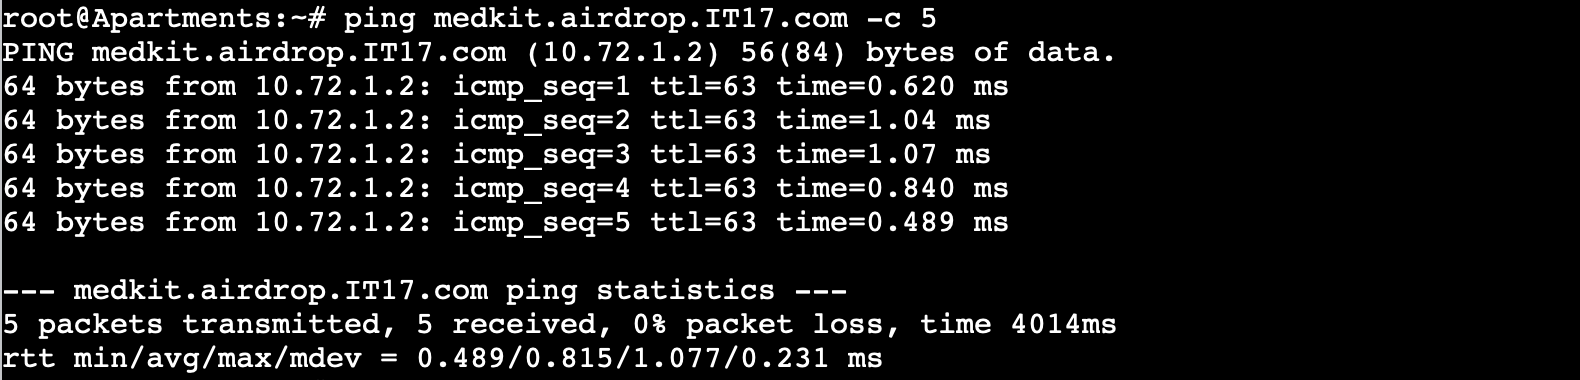 root@Apartments:~# ping medkit.airdrop.IT17.com -c 5
PING medkit.airdrop.IT17.com (10.72.1.2) 56(84) bytes of data.
64 bytes from 10.72.1.2: icmp_seq=1 ttl=63 time=0.620 ms
64 bytes from 10.72.1.2: icmp_seq=2 ttl=63 time=1.04 ms
64 bytes from 10.72.1.2: icmp_seq=3 ttl=63 time=1.07 ms
64 bytes from 10.72.1.2: icmp_seq=4 ttl=63 time=0.840 ms
64 bytes from 10.72.1.2: icmp_seq=5 ttl=63 time=0.489 ms
--- medkit.airdrop.IT17.com ping statistics ---
5 packets transmitted, 5 received, 0% packet loss, time 4014ms
rtt min/avg/max/mdev = 0.489/0.815/1.077/0.231 ms